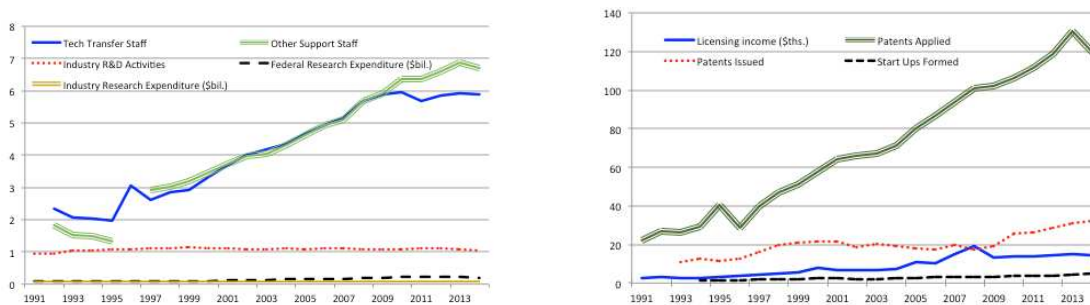 8
7
6
5
4
3
2
1
0
Tech Transfer Staff
Other Support Staff
Industry R&D Activities
Federal Research Expenditure ($bil.)
Industry Research Expenditure ($bil.)
1991 1993 1995 1997 1999 2001 2003 2005 2007 2009 2011 2013
140
120
100
80
60
40
20
0
Licensing income ($ths.)
Patents Applied
Patents Issued
Start Ups Formed
1991 1993 1995 1997 1999 2001 2003 2005 2007 2009 2011 2013